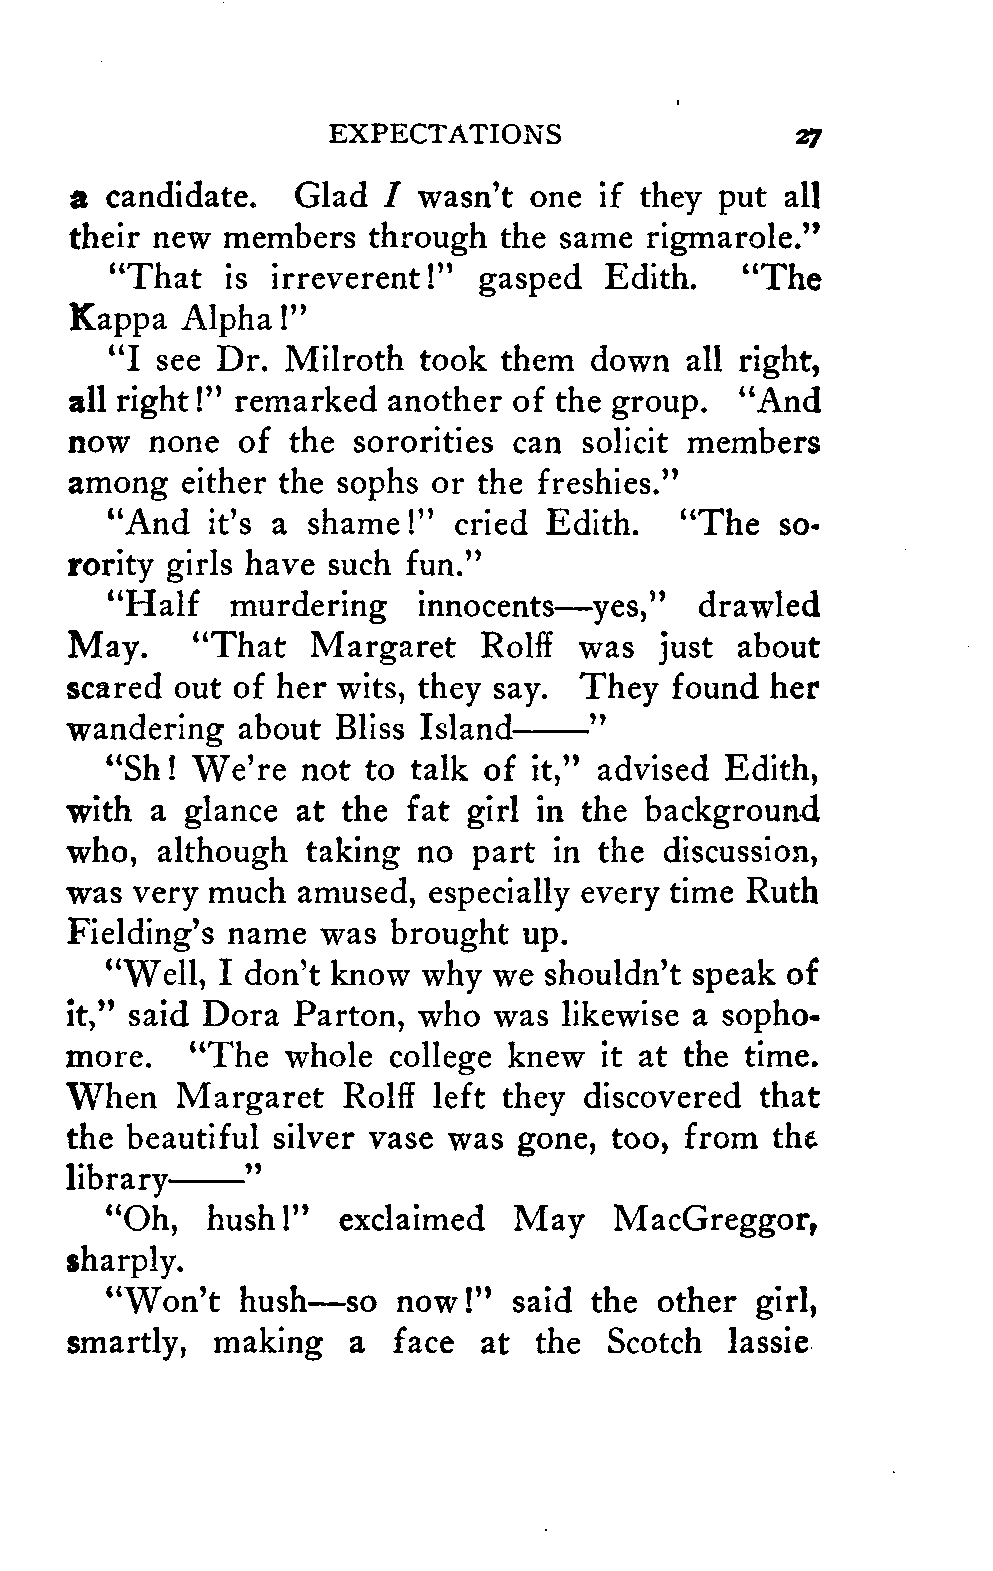 EXPECTATIONS 27
a candidate. Glad I wasn't one if they put all
their new members through the same rigmarole."
"That is irreverent!" gasped Edith. "The
Kappa Alpha!"
"I see Dr. Milroth took them down all right,
all right!" remarked another of the group. "And
now none of the sororities can solicit members
among either the sophs or the freshies."
"And it's a shame!" cried Edith. "The so-
rority girls have such fun."
"Half murdering innocents—yes," drawled
May. "That Margaret Rolff was just about
scared out of her wits, they say. They found her
wandering about Bliss Island——"
"Sh! We're not to talk of it," advised Edith,
with a glance at the fat girl in the background
who, although taking no part in the discussion,
was very much amused, especially every time Ruth
Fielding's name was brought up.
"Well, I don't know why we shouldn't speak of
it," said Dora Parton, who was likewise a sopho-
more. "The whole college knew it at the time.
When Margaret Rolff left they discovered that
the beautiful silver vase was gone, too, from the
library——"
"Oh, hush!" exclaimed May MacGreggor,
sharply.
"Won't hush—so now!" said the other girl,
smartly, making a face at the Scotch lassie